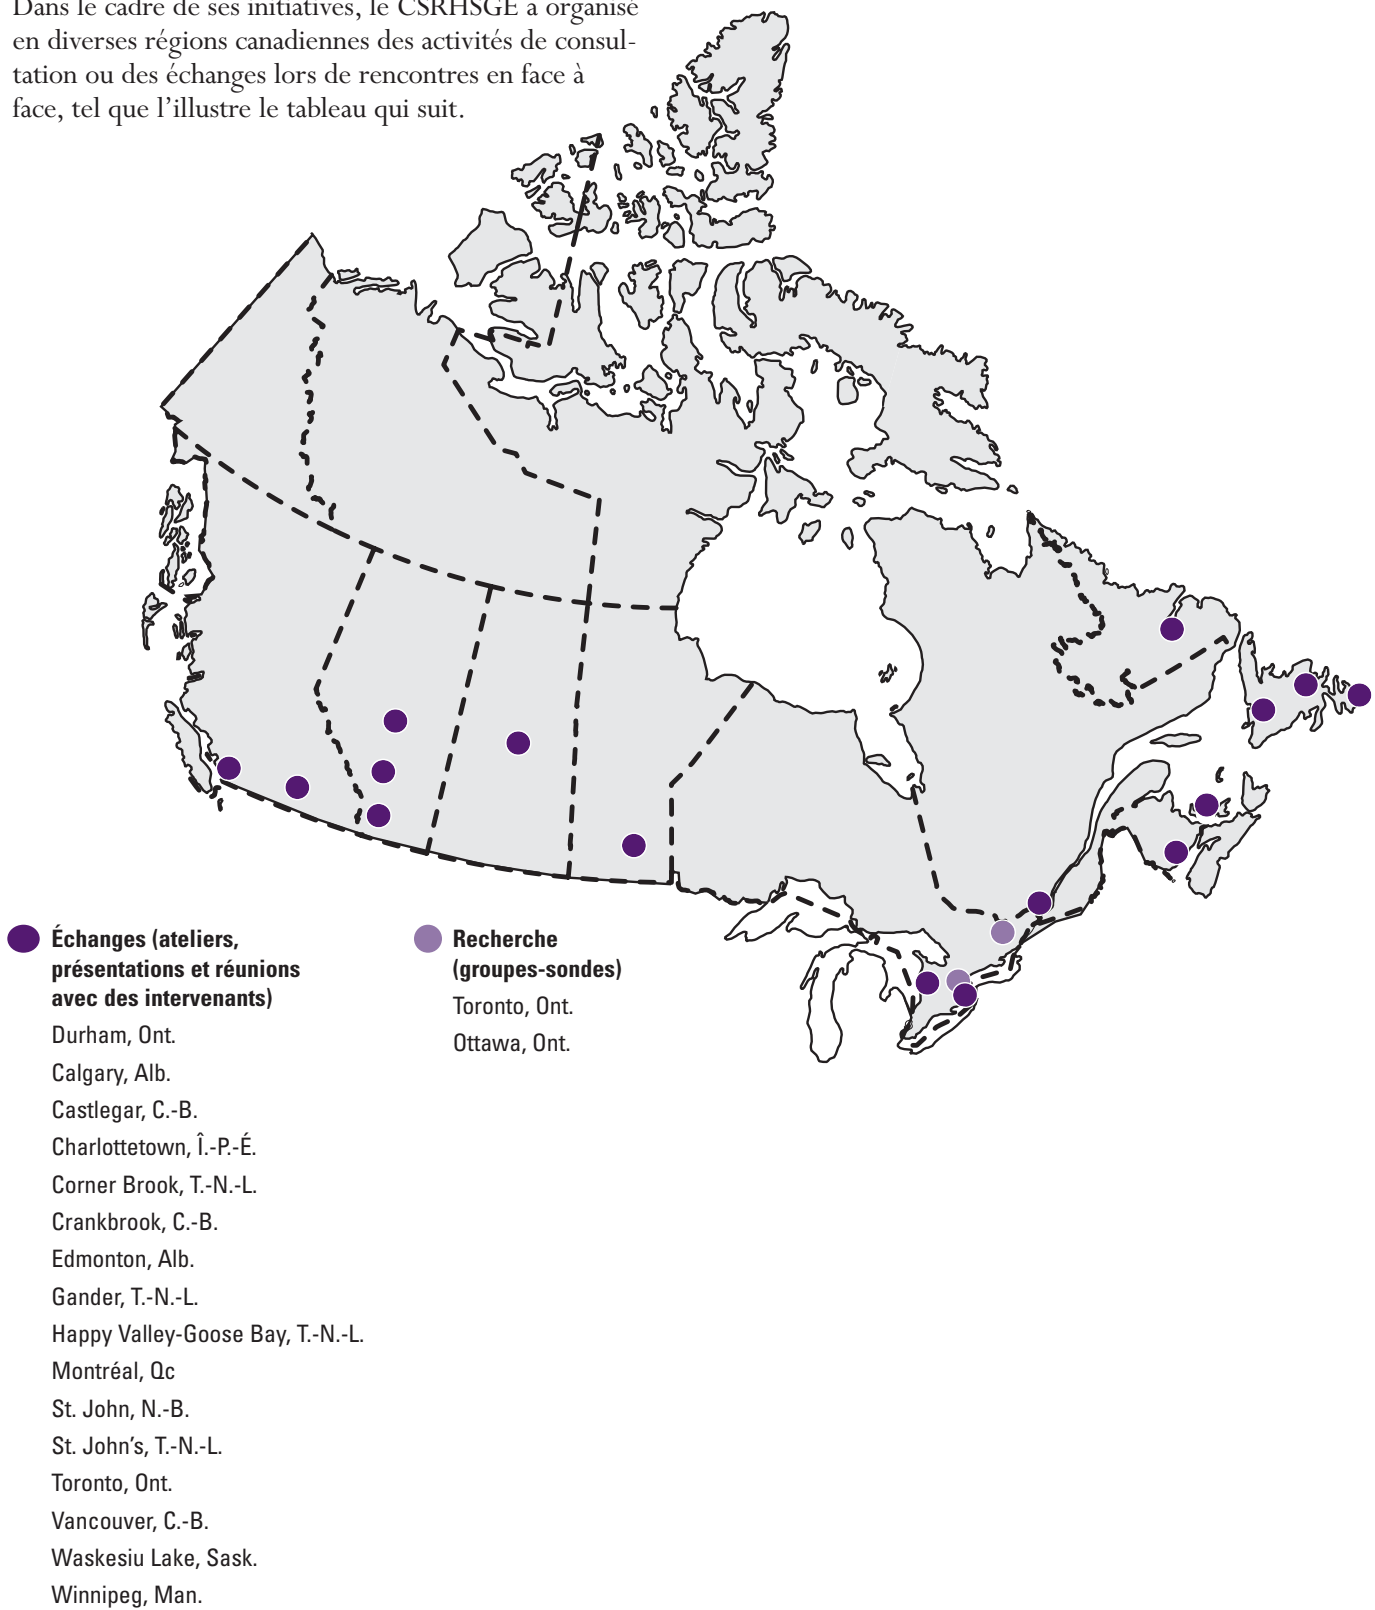 Dans le cadre de ses initiatives, le CSRHSGE a organisé
en diverses régions canadiennes des activités de consul-
tation ou des échanges lors de rencontres en face à
face, tel que l’illustre le tableau qui suit.
Échanges (ateliers,
présentations et réunions
avec des intervenants)
Durham, Ont.
Calgary, Alb.
Castlegar, C.-B.
Charlottetown, Î.-P.-É.
Corner Brook, T.-N.-L.
Crankbrook, C.-B.
Edmonton, Alb.
Gander, T.-N.-L.
Happy Valley-Goose Bay, T.-N.-L.
Montréal, Qc
St. John, N.-B.
St. John’s, T.-N.-L.
Toronto, Ont.
Vancouver, C.-B.
Waskesiu Lake, Sask.
Winnipeg, Man.
Recherche
(groupes-sondes)
Toronto, Ont.
Ottawa, Ont.